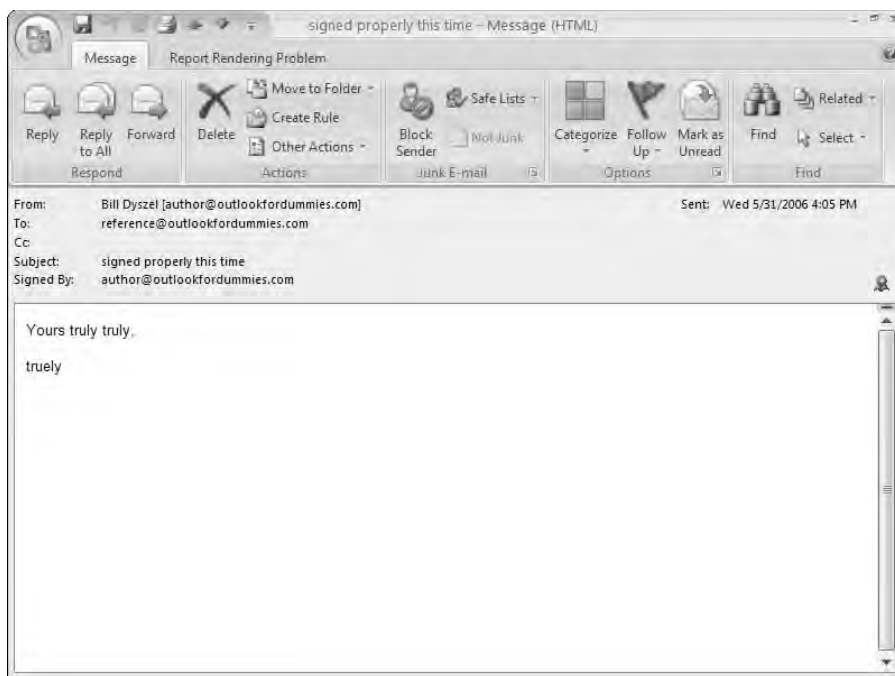 signed properly this time - Message (HTML)
Message Report Rendering Problem
Reply
Reply to All
Forward
Respond
Delete
Move to Folder
Create Rule
Other Actions
Actions
Block Sender
Safe Lists
Not Junk
Junk E-mail
Categorize
Follow Up
Mark as Unread
Options
Find
Related
Select
Find
From: Bill Dyszel [author@outlookfordummies.com] Sent: Wed 5/31/2006 4:05 PM
To: reference@outlookfordummies.com
Cc:
Subject: signed properly this time
Signed By: author@outlookfordummies.com
Yours truly truly,
truely